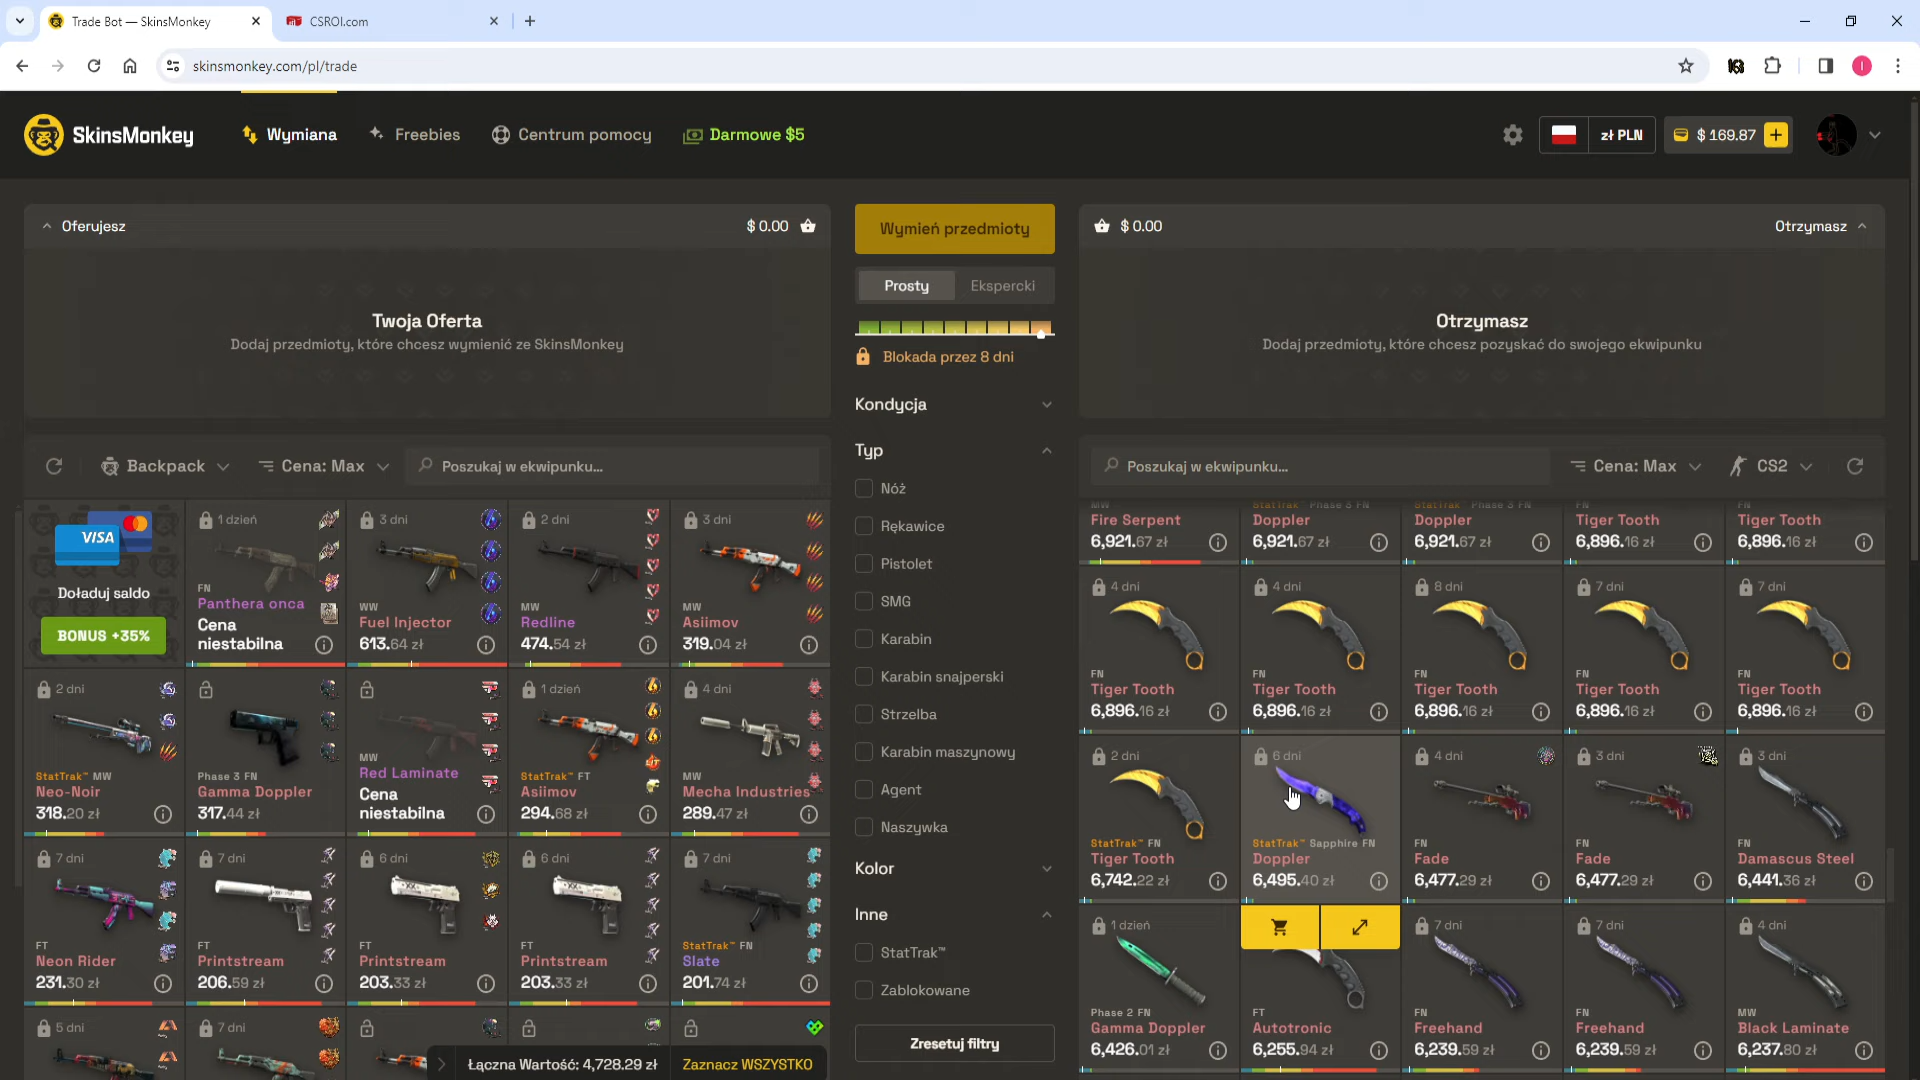 Trade Bot — SkinsMonkey
CSROI.com
skinsmonkey.com/pl/trade
SkinsMonkey
Wymiana
Freebies
Centrum pomocy
Darmowe $5
zł PLN
$ 169.87
Oferujesz
$ 0.00
Twoja Oferta
Dodaj przedmioty, które chcesz wymienić ze SkinsMonkey
Wymień przedmioty
Prosty
Ekspercki
Blokada przez 8 dni
$ 0.00
Otrzymasz
Otrzymasz
Dodaj przedmioty, które chcesz pozyskać do swojego ekwipunku
Backpack
Cena: Max
Poszukaj w ekwipunku...
VISA
Doładuj saldo
BONUS +35%
1 dzień
FN
Panthera onca
Cena
niestabilna
3 dni
WW
Fuel Injector
613.64 zł
2 dni
MW
Redline
474.54 zł
3 dni
MW
Asiimov
319.04 zł
2 dni
StatTrak™ MW
Neo-Noir
318.20 zł
Phase 3 FN
Gamma Doppler
317.44 zł
MW
Red Laminate
Cena
niestabilna
1 dzień
StatTrak™ FT
Asiimov
294.68 zł
4 dni
MW
Mecha Industries
289.47 zł
7 dni
FT
Neon Rider
231.30 zł
7 dni
FT
Printstream
206.59 zł
6 dni
FT
Printstream
203.33 zł
6 dni
FT
Printstream
203.33 zł
7 dni
StatTrak™ FN
Slate
201.74 zł
5 dni
7 dni
Łączna Wartość: 4,728.29 zł
Zaznacz WSZYSTKO
Kondycja
Typ
Nóż
Rękawice
Pistolet
SMG
Karabin
Karabin snajperski
Strzelba
Karabin maszynowy
Agent
Naszywka
Kolor
Inne
StatTrak™
Zablokowane
Zresetuj filtry
Poszukaj w ekwipunku...
Cena: Max
CS2
MW
Fire Serpent
6,921.67 zł
StatTrak™ Phase 3 FN
Doppler
6,921.67 zł
StatTrak™ Phase 3 FN
Doppler
6,921.67 zł
FN
Tiger Tooth
6,896.16 zł
FN
Tiger Tooth
6,896.16 zł
4 dni
FN
Tiger Tooth
6,896.16 zł
4 dni
FN
Tiger Tooth
6,896.16 zł
8 dni
FN
Tiger Tooth
6,896.16 zł
7 dni
FN
Tiger Tooth
6,896.16 zł
7 dni
FN
Tiger Tooth
6,896.16 zł
2 dni
StatTrak™ FN
Tiger Tooth
6,742.22 zł
6 dni
StatTrak™ Sapphire FN
Doppler
6,495.40 zł
4 dni
FN
Fade
6,477.29 zł
3 dni
FN
Fade
6,477.29 zł
3 dni
FN
Damascus Steel
6,441.36 zł
1 dzień
Phase 2 FN
Gamma Doppler
6,426.01 zł
FT
Autotronic
6,255.94 zł
7 dni
FN
Freehand
6,239.59 zł
7 dni
FN
Freehand
6,239.59 zł
4 dni
MW
Black Laminate
6,237.80 zł